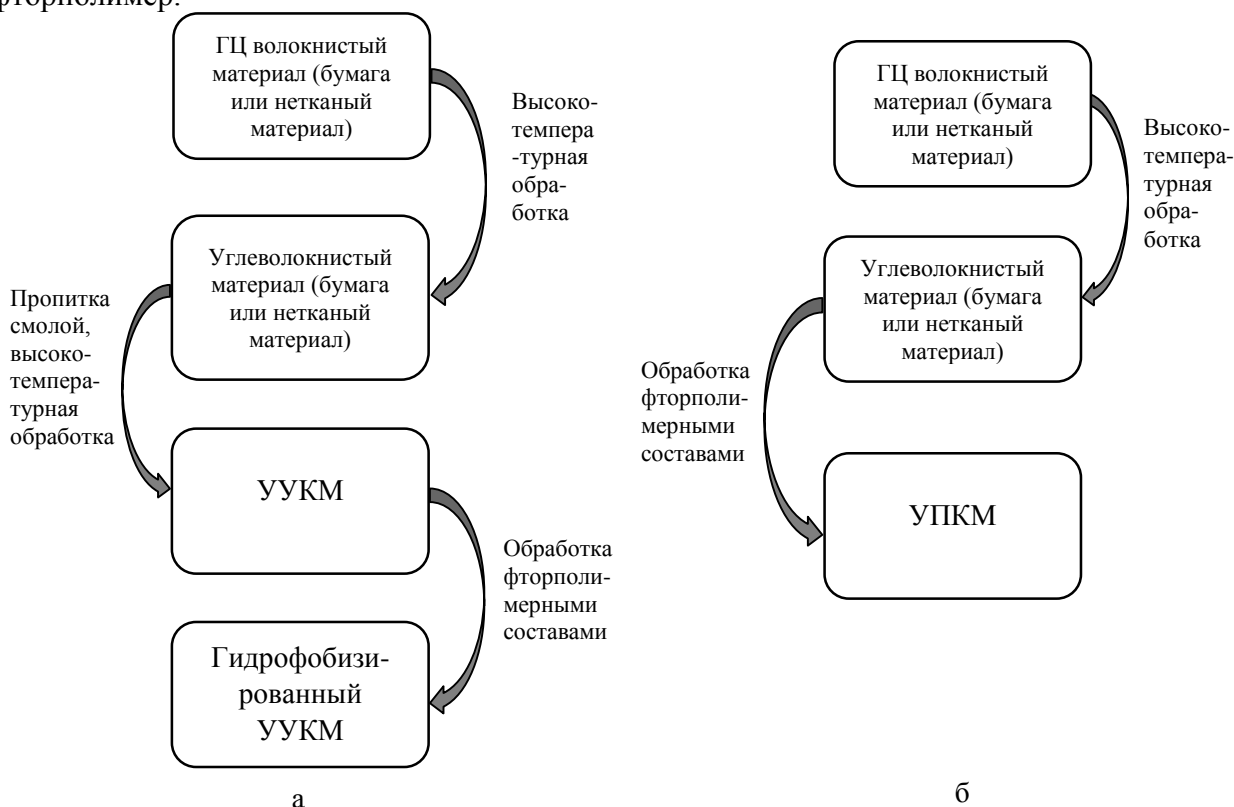 фторполимер.
ГЦ волокнистый
материал (бумага
или нетканый
материал)
Высоко-
темпера
-турная
обра-
ботка
Углеволокнистый
материал (бумага
или нетканый
материал)
Пропитка
смолой,
высоко-
темпера-
турная
обработка
УУКМ
Обработка
фторполи-
мерными
составами
Гидрофобизи-
рованный
УУКМ
а
ГЦ волокнистый
материал (бумага
или нетканый
материал)
Высоко-
темпера-
турная
обра-
ботка
Углеволокнистый
материал (бумага
или нетканый
материал)
Обработка
фторполи-
мерными
составами
УПКМ
б